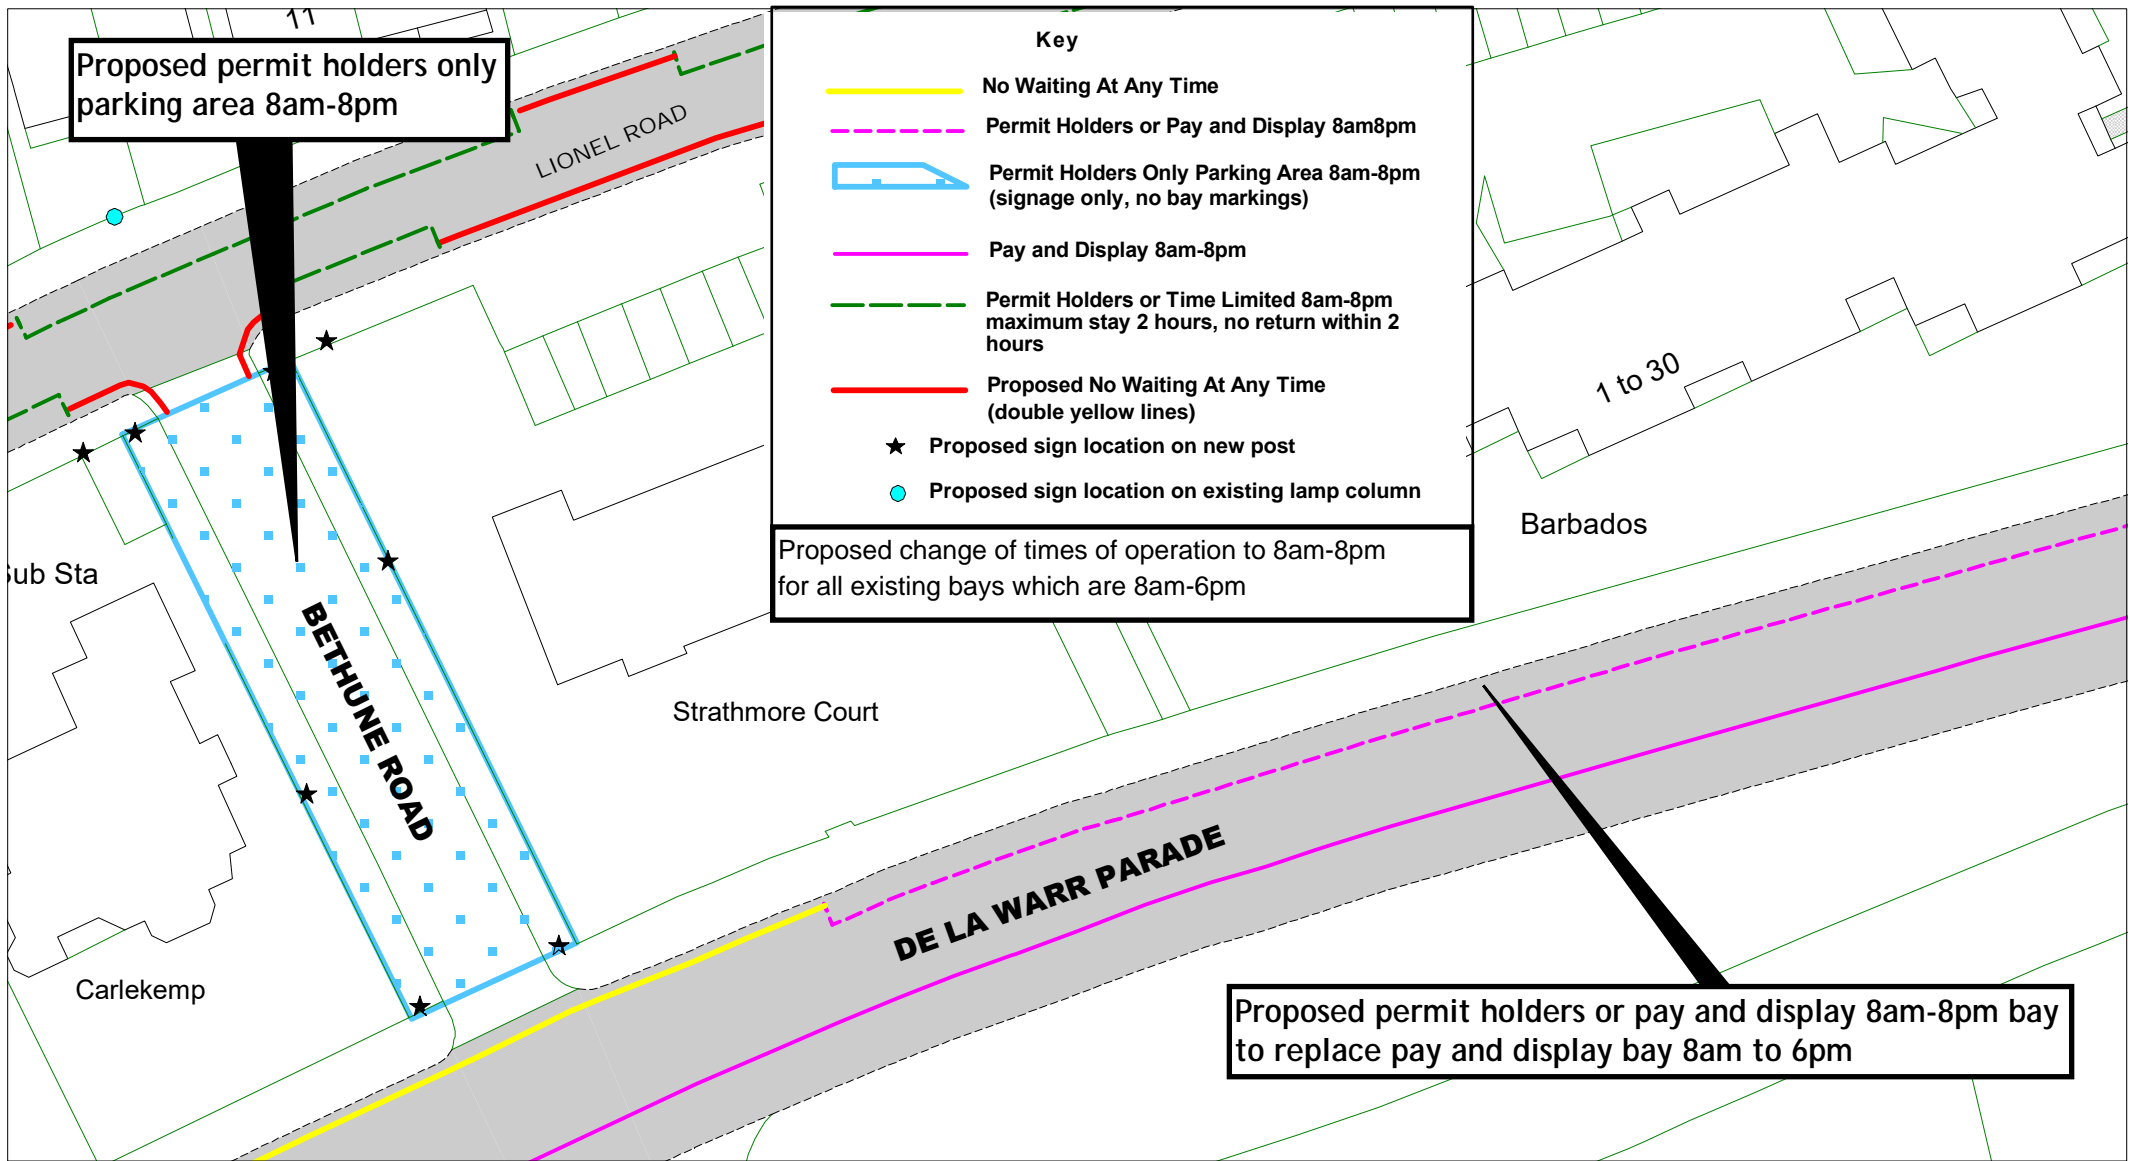 11
Proposed permit holders only
parking area 8am-8pm
LIONEL ROAD
Key
No Waiting At Any Time
Permit Holders or Pay and Display 8am8pm
Permit Holders Only Parking Area 8am-8pm
(signage only, no bay markings)
Pay and Display 8am-8pm
Permit Holders or Time Limited 8am-8pm
maximum stay 2 hours, no return within 2
hours
Proposed No Waiting At Any Time
(double yellow lines)
Proposed sign location on new post
Proposed sign location on existing lamp column
Proposed change of times of operation to 8am-8pm
for all existing bays which are 8am-6pm
1 to 30
Barbados
Sub Sta
BETHUNE ROAD
Strathmore Court
DE LA WARR PARADE
Carlekemp
Proposed permit holders or pay and display 8am-8pm bay
to replace pay and display bay 8am to 6pm